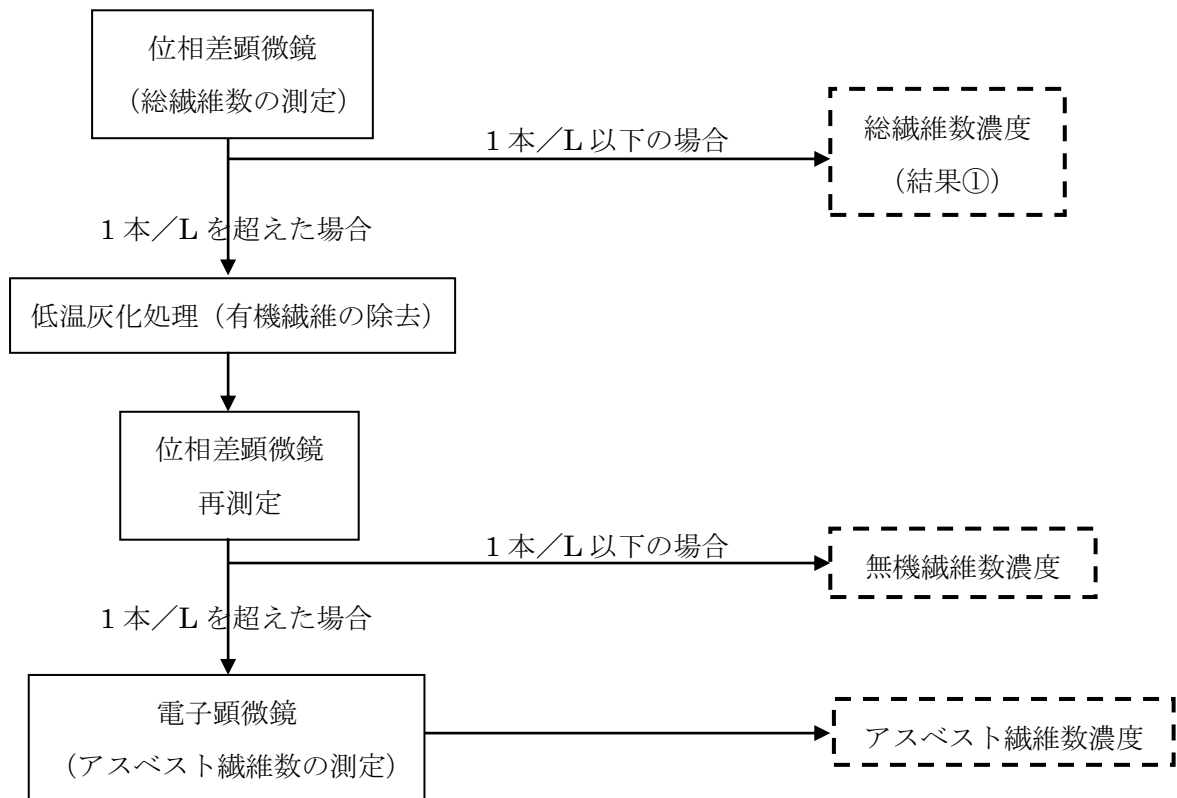 位相差顕微鏡
（総繊維数の測定）
1本／L以下の場合
総繊維数濃度
（結果①）
1本／Lを超えた場合
低温灰化処理（有機繊維の除去）
位相差顕微鏡
再測定
1本／L以下の場合
無機繊維数濃度
1本／Lを超えた場合
電子顕微鏡
（アスベスト繊維数の測定）
アスベスト繊維数濃度